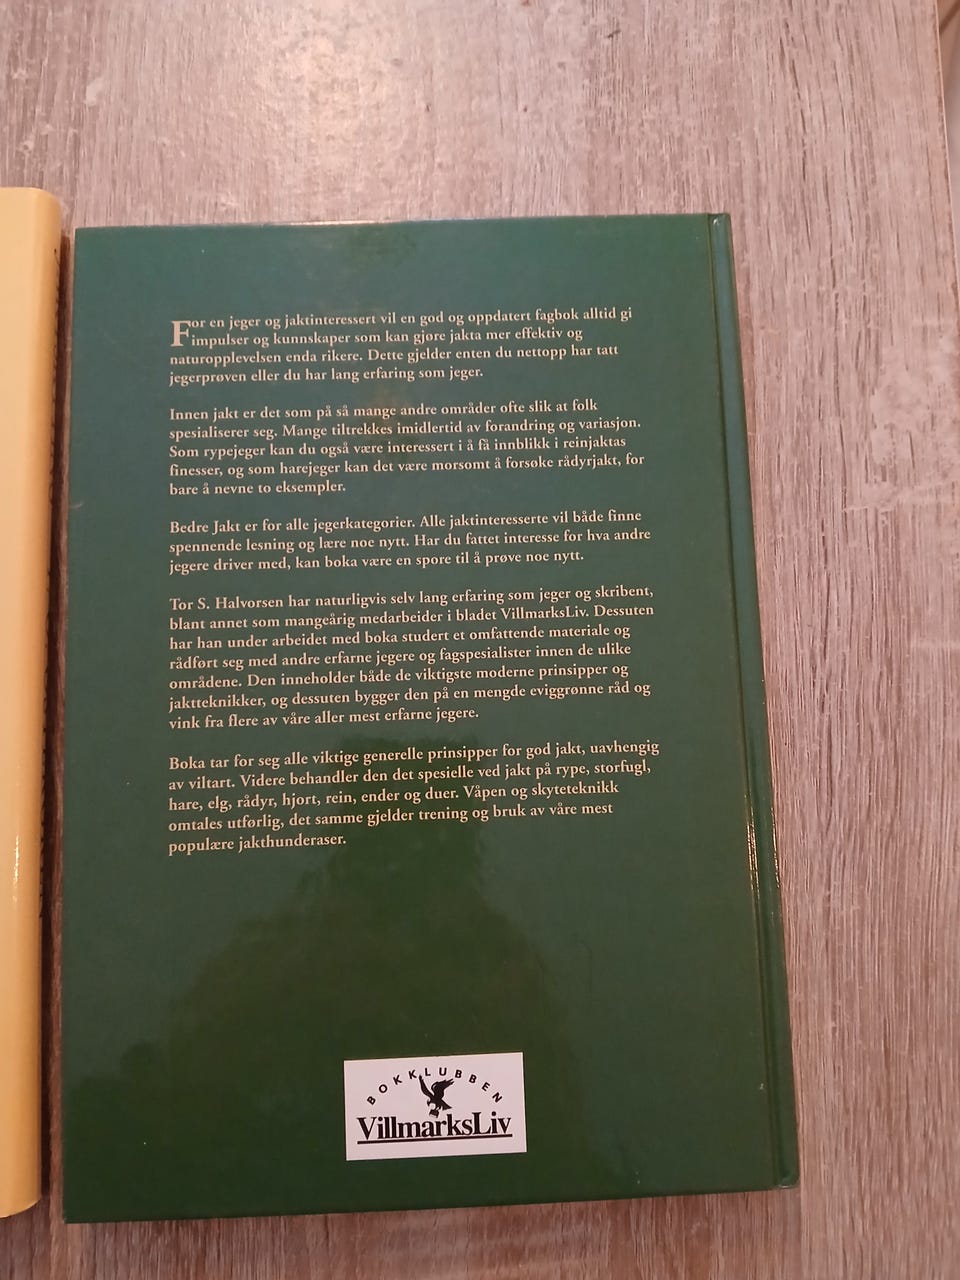 For en jeger og jaktinteressert vil en god og oppdatert fagbok alltid gi
impulser og kunnskaper som kan gjøre jakta mer effektiv og
naturopplevelsen enda rikere. Dette gjelder enten du nettopp har tatt
jegerprøven eller du har lang erfaring som jeger.
Innen jakt er det som på så mange andre områder ofte slik at folk
spesialiserer seg. Mange tiltrekkes imidlertid av forandring og variasjon.
Som rypejeger kan du også være interessert i å få innblikk i reinjaktas
finesser, og som harejeger kan det være morsomt å forsøke rådyrjakt, for
bare å nevne to eksempler.
Bedre Jakt er for alle jegerkategorier. Alle jaktinteresserte vil både finne
spennende lesning og lære noe nytt. Har du fattet interesse for hva andre
jegere driver med, kan boka være en spore til å prøve noe nytt.
Tor S. Halvorsen har naturligvis selv lang erfaring som jeger og skribent,
blant annet som mangeårig medarbeider i bladet VillmarksLiv. Dessuten
har han under arbeidet med boka studert et omfattende materiale og
rådført seg med andre erfarne jegere og fagspesialister innen de ulike
områdene. Den inneholder både de viktigste moderne prinsipper og
jaktteknikker, og dessuten bygger den på en mengde eviggrønne råd og
vink fra flere av våre aller mest erfarne jegere.
Boka tar for seg alle viktige generelle prinsipper for god jakt, uavhengig
av viltart. Videre behandler den det spesielle ved jakt på rype, storfugl,
hare, elg, rådyr, hjort, rein, ender og duer. Våpen og skyteteknikk
omtales utførlig, det samme gjelder trening og bruk av våre mest
populære jakthunderaser.
BOKKLUBBEN
VillmarksLiv